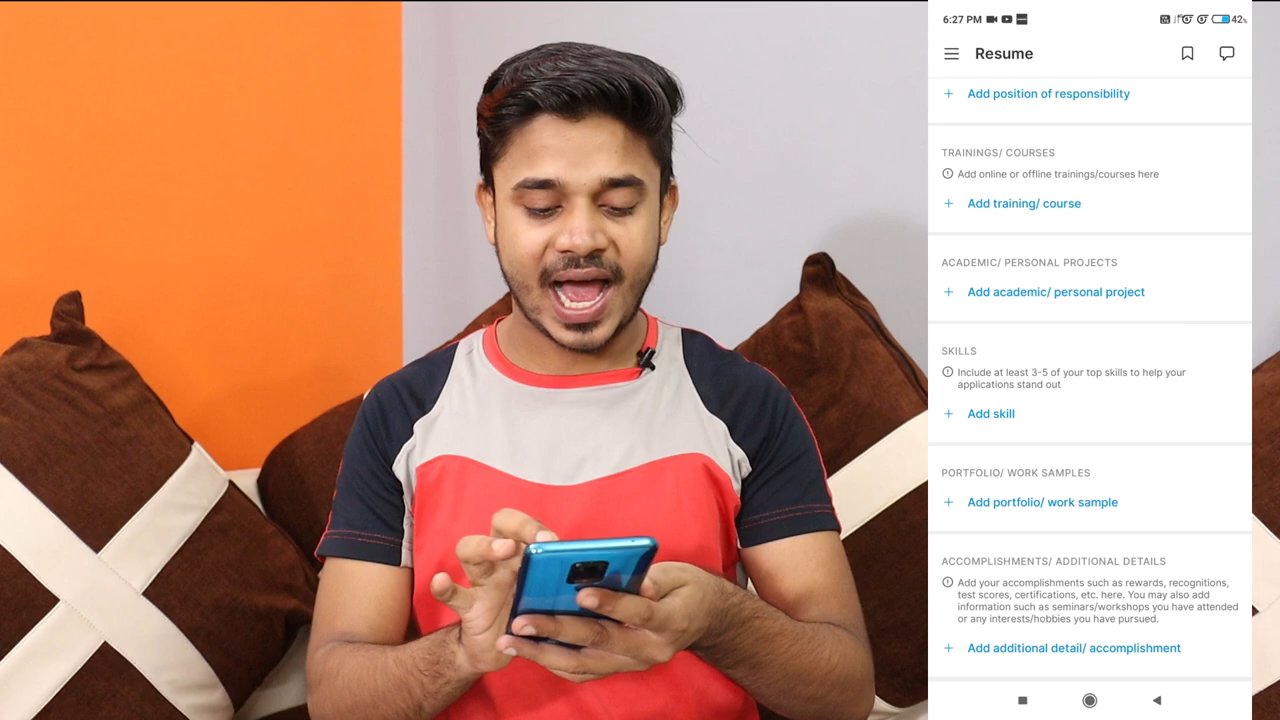 6:27 PM
42%
Resume
+ Add position of responsibility
TRAININGS/ COURSES
Add online or offline trainings/courses here
+ Add training/ course
ACADEMIC/ PERSONAL PROJECTS
+ Add academic/ personal project
SKILLS
Include at least 3-5 of your top skills to help your
applications stand out
+ Add skill
PORTFOLIO/ WORK SAMPLES
+ Add portfolio/ work sample
ACCOMPLISHMENTS/ ADDITIONAL DETAILS
Add your accomplishments such as rewards, recognitions,
test scores, certifications, etc. here. You may also add
information such as seminars/workshops you have attended
or any interests/hobbies you have pursued.
+ Add additional detail/ accomplishment